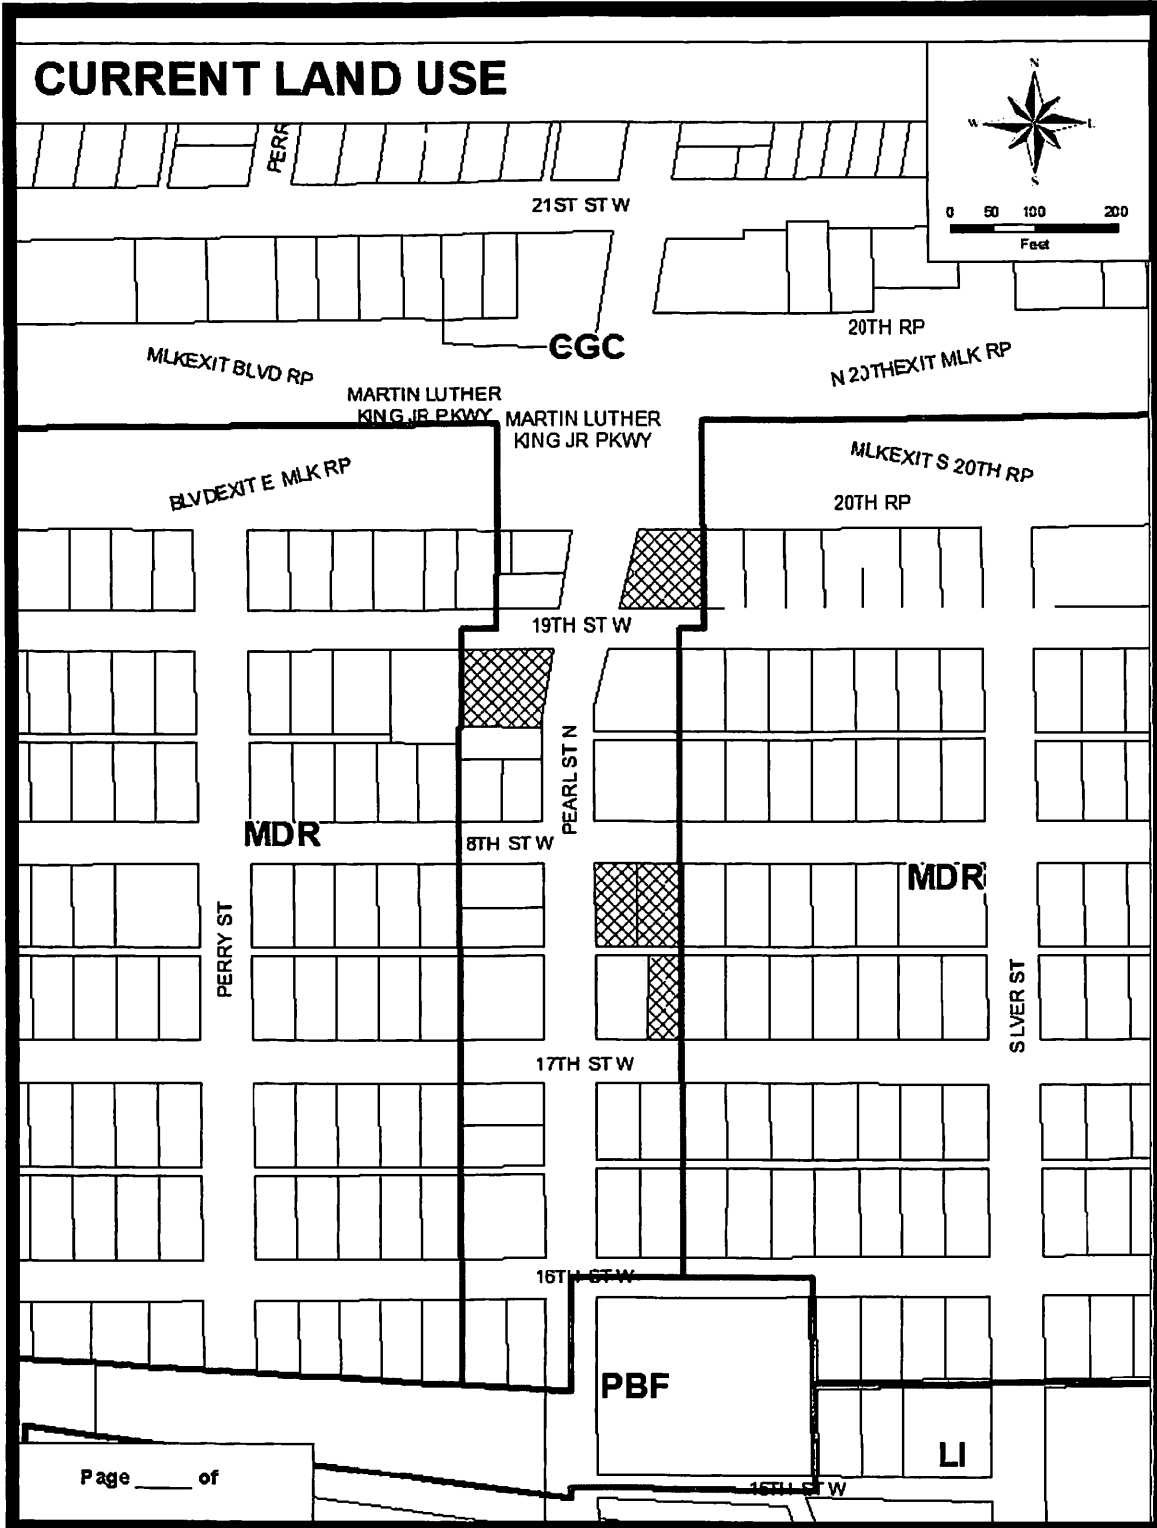 CURRENT LAND USE
N
W
S
0 50 100 200
Feet
PERR
21ST ST W
CGC
20TH RP
MLKEXIT BLVD RP
N 20THEXIT MLK RP
MARTIN LUTHER
KING JR PKWY
MARTIN LUTHER
KING JR PKWY
BLVDEXIT E MLK RP
MLKEXIT S 20TH RP
20TH RP
19TH ST W
PEARL ST N
MDR
8TH ST W
MDR
PERRY ST
S LVER ST
17TH ST W
16TH ST W
PBF
LI
Page ____ of
15TH ST W